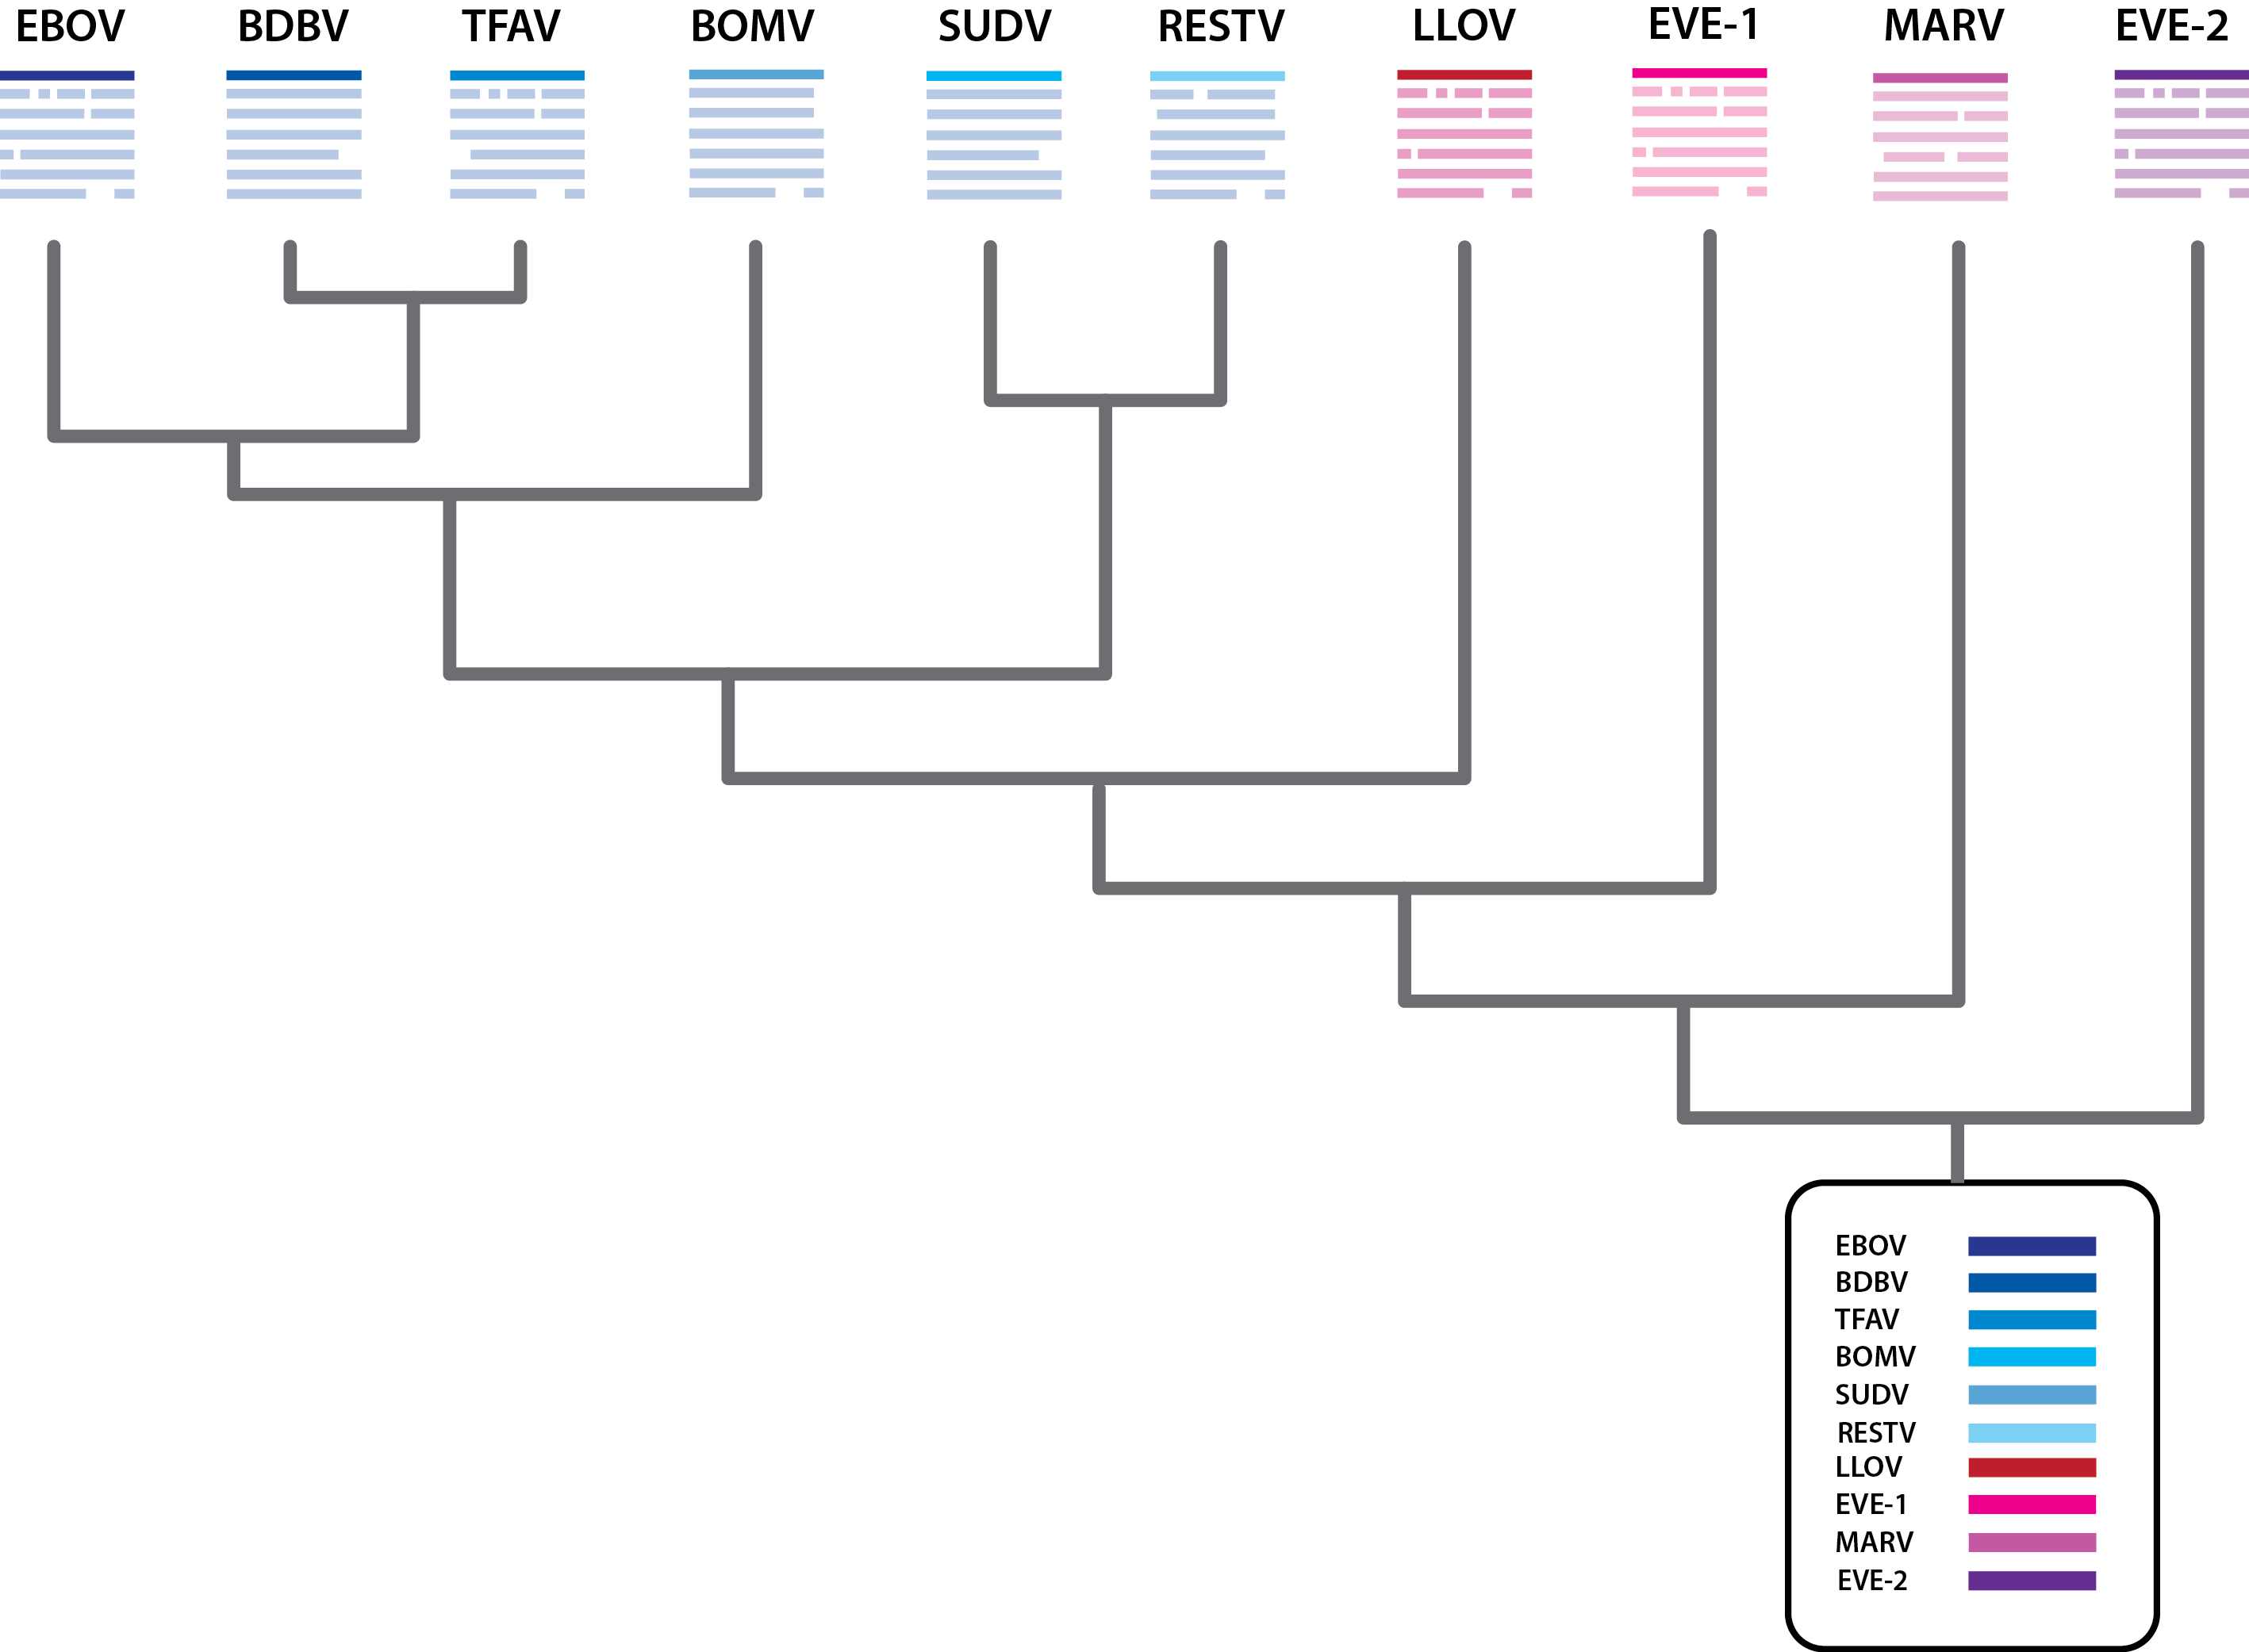 EBOV BDBV TFAV BOMV SUDV RESTV LLOV EVE-1 MARV EVE-2
EBOV
BDBV
TFAV
BOMV
SUDV
RESTV
LLOV
EVE-1
MARV
EVE-2